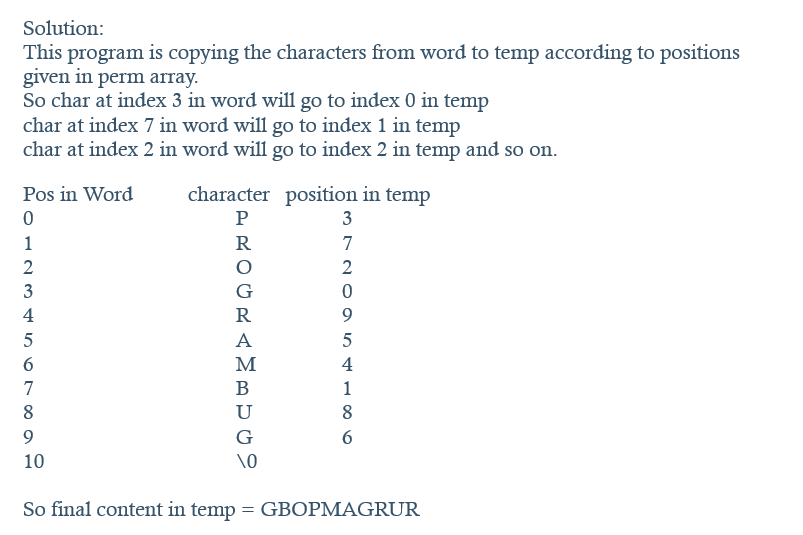 Solution:
This program is copying the characters from word to temp according to positions
given in perm array.
So char at index 3 in word will go to index 0 in temp
char at index 7 in word will go to index 1 in temp
char at index 2 in word will go to index 2 in temp and so on.
Pos in Word character position in temp
0 P 3
1 R 7
2 O 2
3 G 0
4 R 9
5 A 5
6 M 4
7 B 1
8 U 8
9 G 6
10 \0
So final content in temp = GBOPMAGRUR